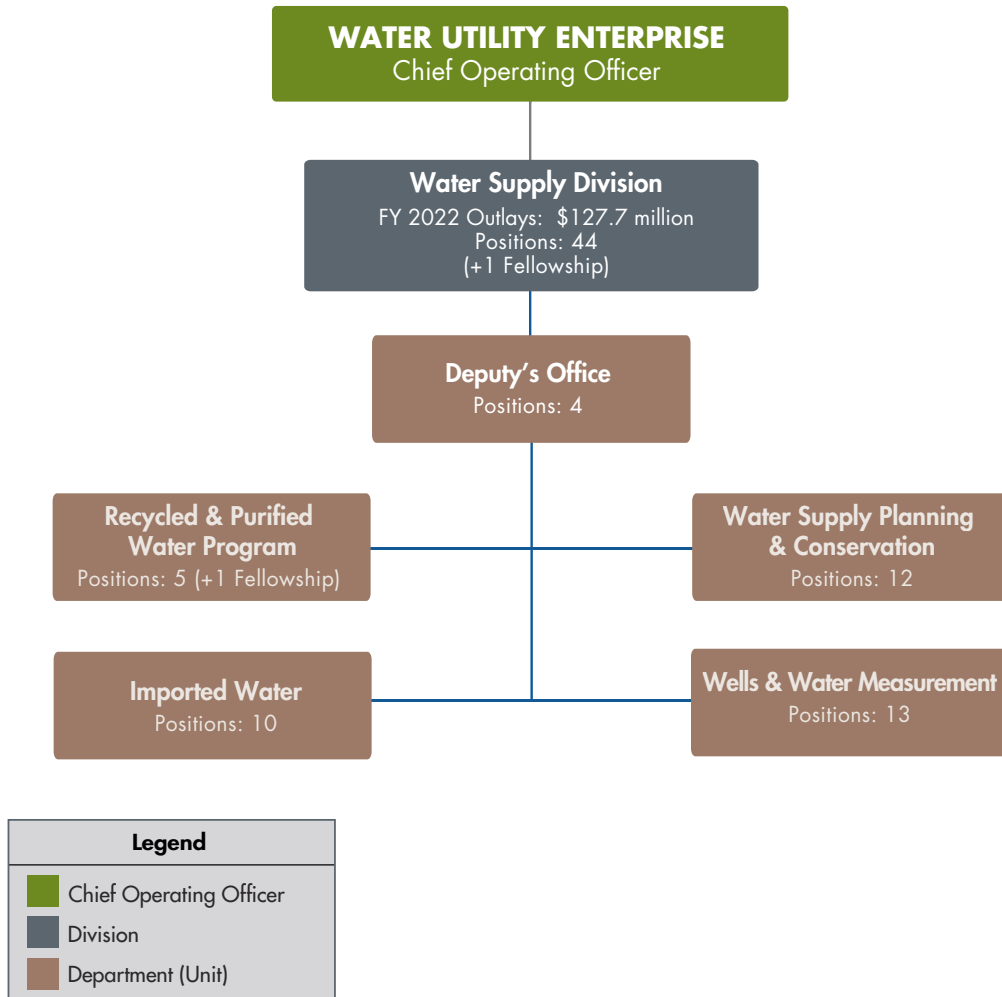 WATER UTILITY ENTERPRISE
Chief Operating Officer
Water Supply Division
FY 2022 Outlays: $127.7 million
Positions: 44
(+1 Fellowship)
Deputy’s Office
Positions: 4
Recycled & Purified
Water Program
Positions: 5 (+1 Fellowship)
Water Supply Planning
& Conservation
Positions: 12
Imported Water
Positions: 10
Wells & Water Measurement
Positions: 13
Legend
Chief Operating Officer
Division
Department (Unit)